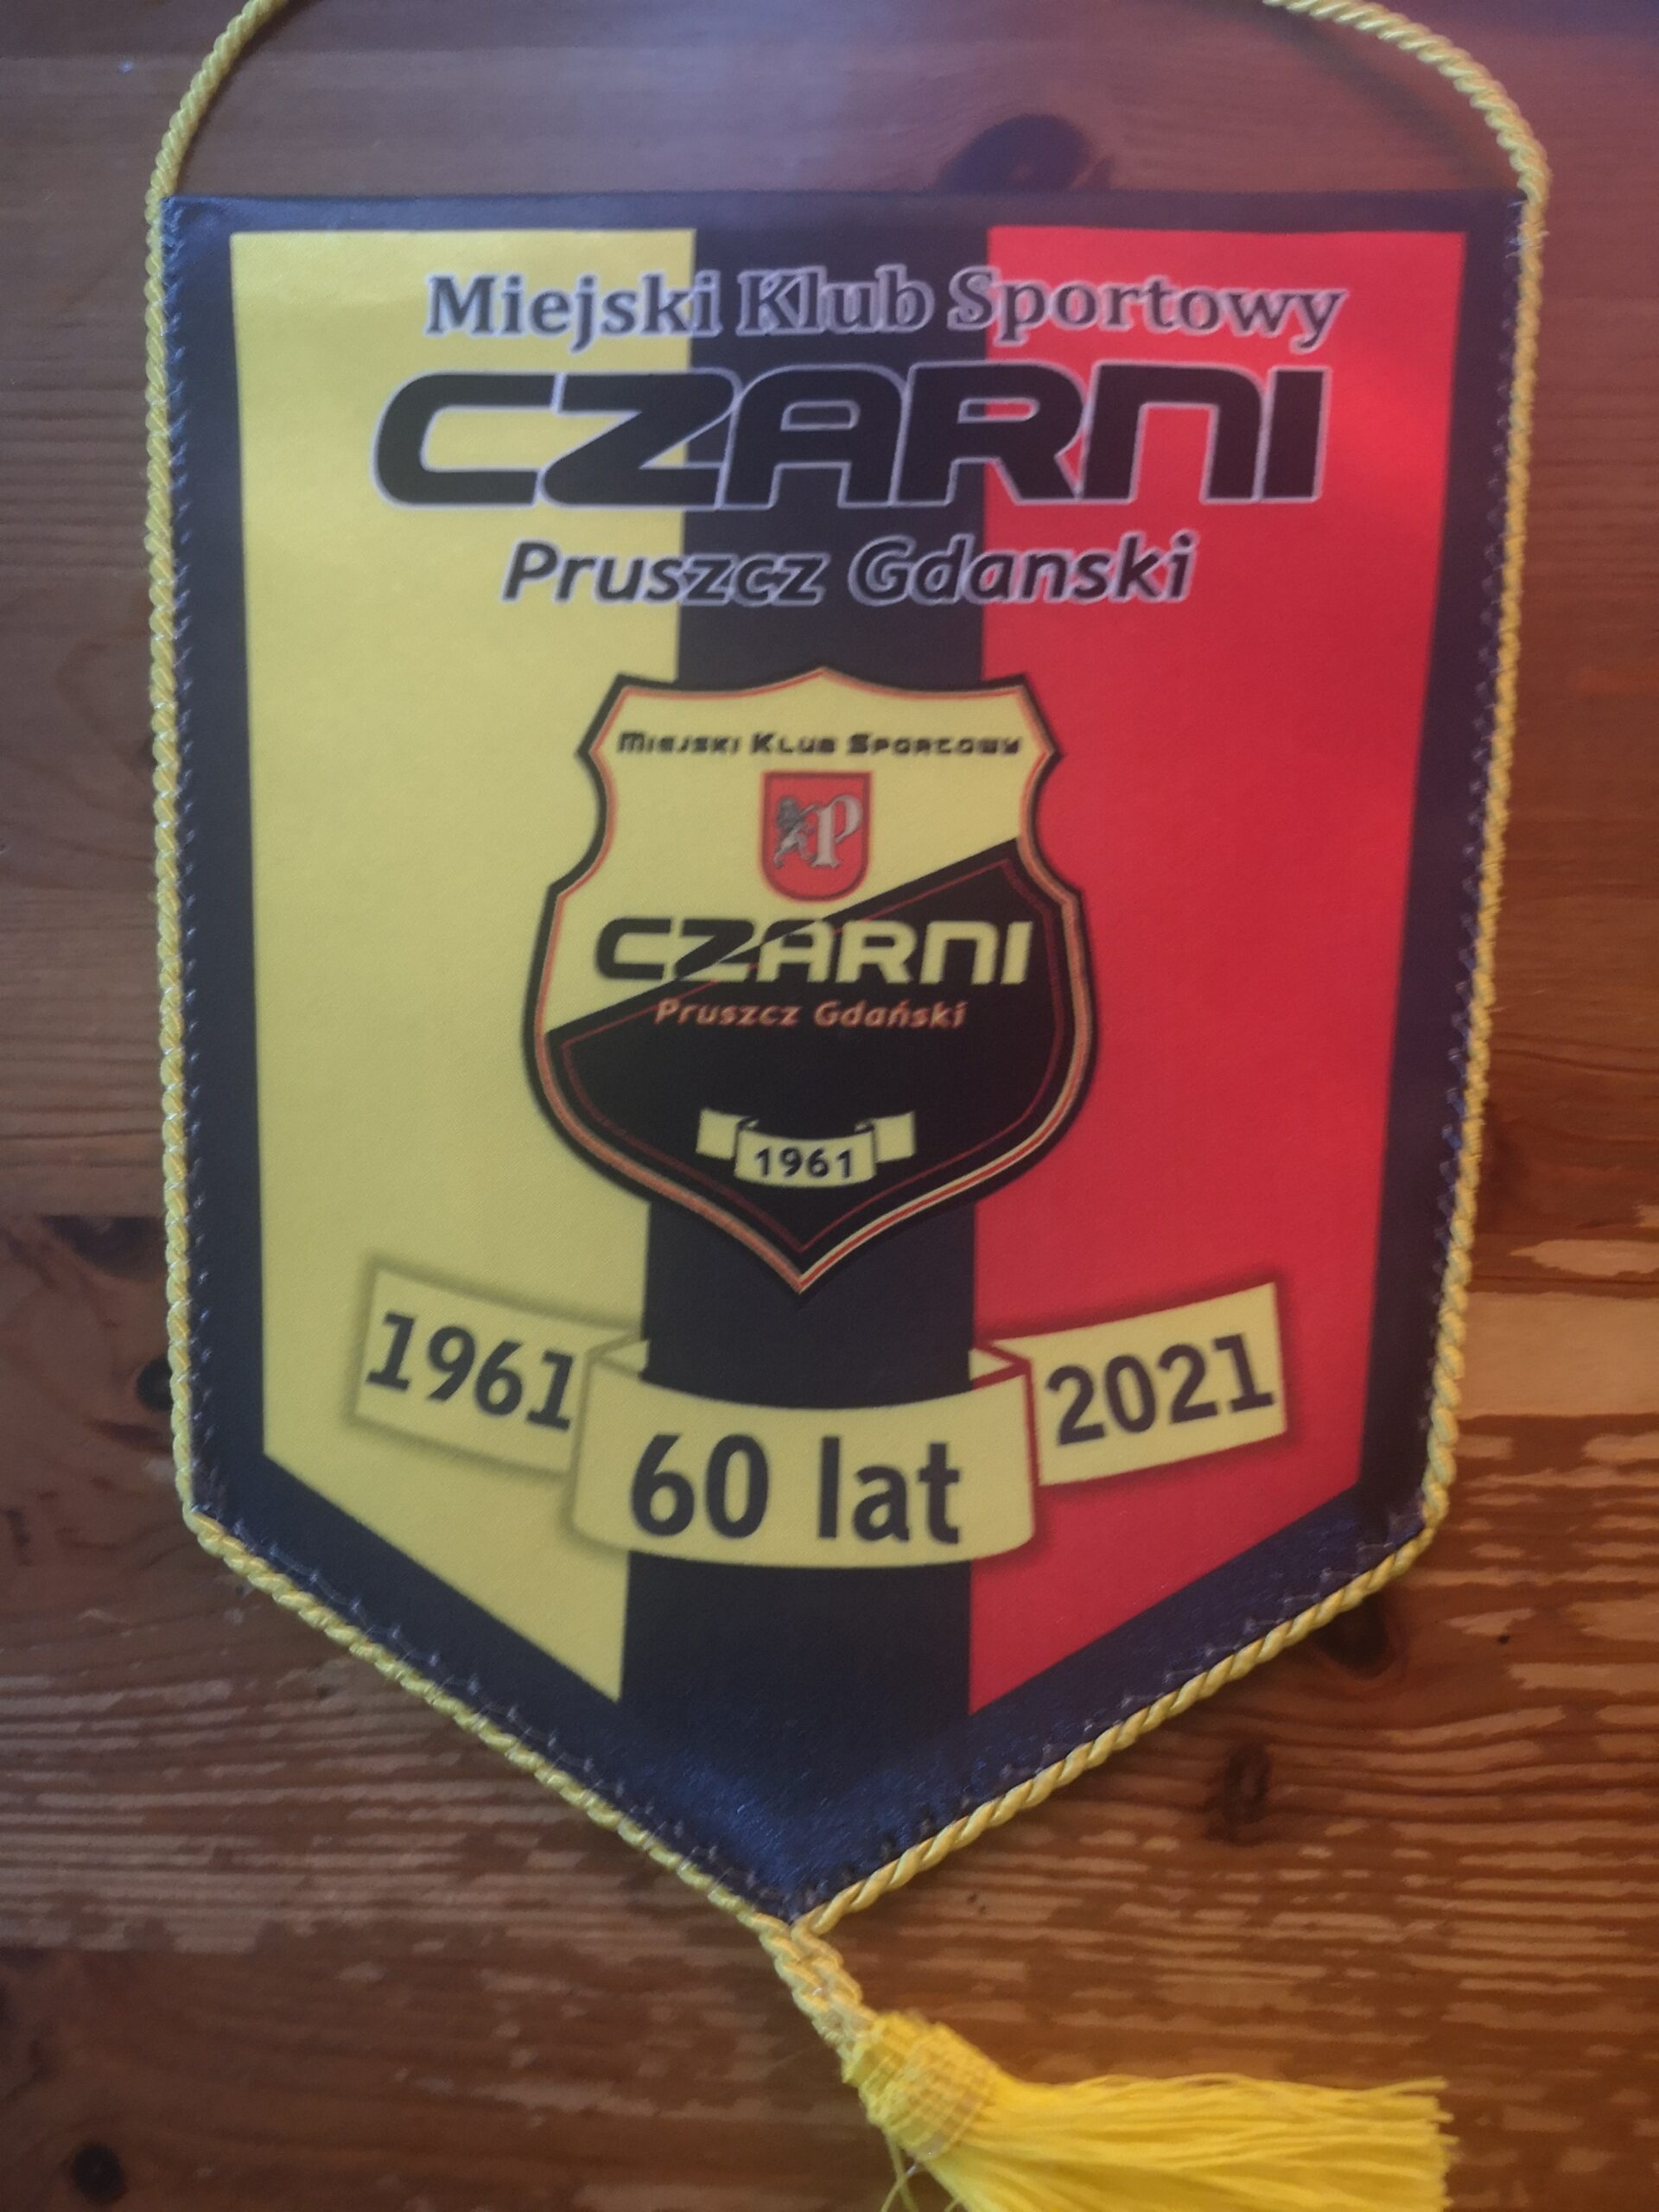 Miejski Klub Sportowy
CZARNI
Pruszcz Gdanski
Miejski Klub Sportowy
P
CZARNI
Pruszcz Gdański
1961
1961
60 lat
2021